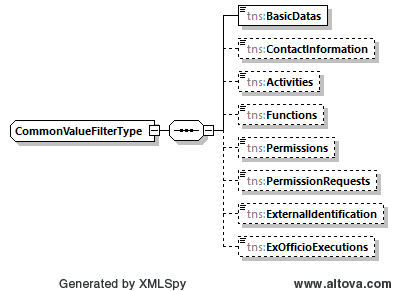 tns:BasicDatas
tns:ContactInformation
tns:Activities
tns:Functions
CommonValueFilterType
tns:Permissions
tns:PermissionRequests
tns:ExternalIdentification
tns:ExOfficioExecutions
Generated by XMLSpy
www.altova.com